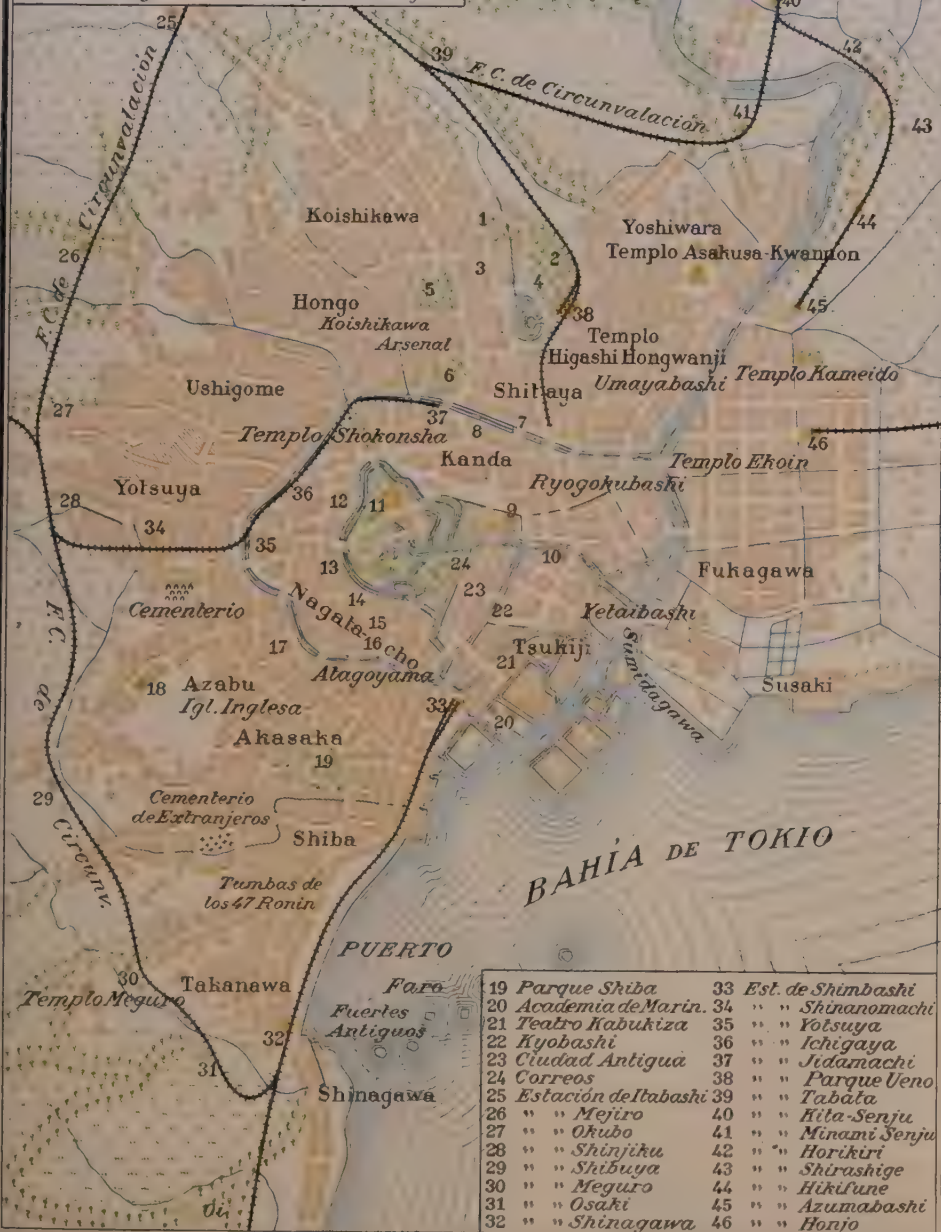 40
25
42
39
F.C. de Circunvalación
41
43
F.C. de Circunvalación
Koishikawa
1
Yoshiwara
44
26
2
Templo Asakusa-Kwannon
3
4
5
45
Hongo
38
Koishikawa
Arsenal
Templo
Higashi Hongwanji
6
Umayabashi
Templo Kameido
Ushigome
Shitaya
27
37
7
8
46
Templo Shokonsha
Kanda
Templo Ekoin
Yotsuya
36
Ryogokubashi
28
12
11
9
34
35
10
13
24
Fukagawa
23
Cementerio
14
22
Yetaibashi
Nagata-cho
15
17
16
Tsukiji
Sumidagawa
Atagoyama
21
18
Azabu
Susaki
Igl. Inglesa
33
20
Akasaka
19
F.C. de Circunv.
29
Cementerio
de Extranjeros
Shiba
BAHÍA DE TOKIO
Tumbas de
los 47 Ronin
PUERTO
30
Takanawa
Faro
Templo Meguro
Fuertes
Antiguos
32
31
Shinagawa
19 Parque Shiba
20 Academia de Marin.
21 Teatro Kabukiza
22 Kyobashi
23 Ciudad Antigua
24 Correos
25 Estación de Itabashi
26 " " Mejiro
27 " " Okubo
28 " " Shinjiku
29 " " Shibuya
30 " " Meguro
31 " " Osaki
32 " " Shinagawa
33 Est. de Shimbashi
34 " " Shinanomachi
35 " " Yotsuya
36 " " Ichigaya
37 " " Jidamachi
38 " " Parque Ueno
39 " " Tabata
40 " " Kita-Senju
41 " " Minami Senju
42 " " Horikiri
43 " " Shirashige
44 " " Hikifune
45 " " Azumabashi
46 " " Honjo